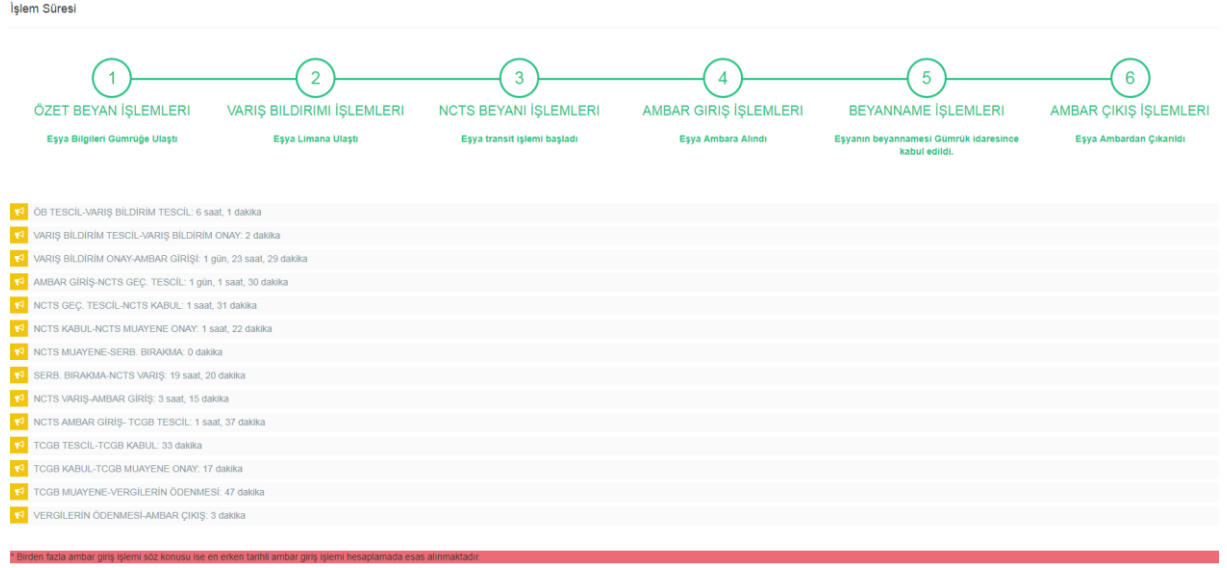 İşlem Süresi
1
2
3
4
5
6
ÖZET BEYAN İŞLEMLERI
VARIŞ BILDIRIMI İŞLEMLERI
NCTS BEYANI İŞLEMLERI
AMBAR GIRIŞ İŞLEMLERI
BEYANNAME İŞLEMLERI
AMBAR ÇIKIŞ İŞLEMLERI
Eşya Bilgileri Gümrüğe Ulaştı
Eşya Limana Ulaştı
Eşya transit işlemi başladı
Eşya Ambara Alındı
Eşyanın beyannamesi Gümrük idaresince
kabul edildi.
Eşya Ambardan Çıkarıldı
ÖB TESCİL-VARIŞ BİLDİRİM TESCİL: 6 saat, 1 dakika
VARIŞ BİLDİRİM TESCİL-VARIŞ BİLDİRİM ONAY: 2 dakika
VARIŞ BİLDİRİM ONAY-AMBAR GİRİŞİ: 1 gün, 23 saat, 29 dakika
AMBAR GİRİŞ-NCTS GEÇ. TESCİL: 1 gün, 1 saat, 30 dakika
NCTS GEÇ. TESCİL-NCTS KABUL: 1 saat, 31 dakika
NCTS KABUL-NCTS MUAYENE ONAY: 1 saat, 22 dakika
NCTS MUAYENE-SERB. BIRAKMA: 0 dakika
SERB. BIRAKMA-NCTS VARIŞ: 19 saat, 20 dakika
NCTS VARIŞ-AMBAR GİRİŞ: 3 saat, 15 dakika
NCTS AMBAR GİRİŞ- TCGB TESCİL: 1 saat, 37 dakika
TCGB TESCİL-TCGB KABUL: 33 dakika
TCGB KABUL-TCGB MUAYENE ONAY: 17 dakika
TCGB MUAYENE-VERGİLERİN ÖDENMESİ: 47 dakika
VERGİLERİN ÖDENMESİ-AMBAR ÇIKIŞ: 3 dakika
* Birden fazla ambar giriş işlemi söz konusu ise en erken tarihli ambar giriş işlemi hesaplamada esas alınmaktadır.